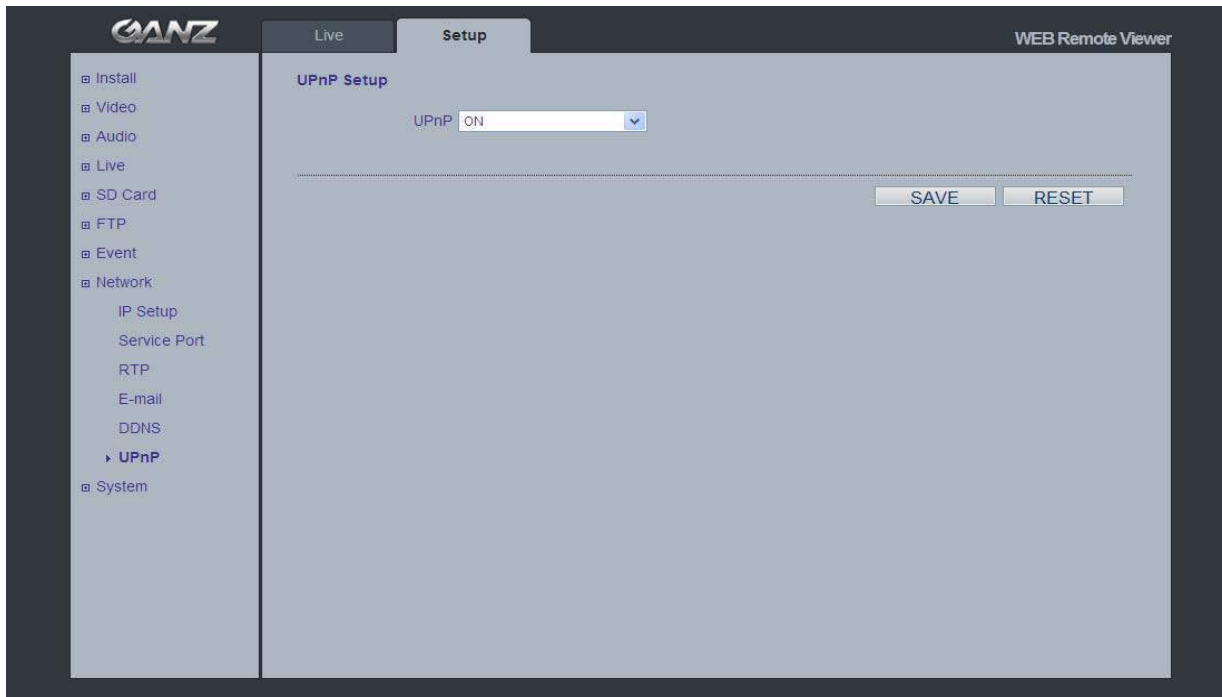 GANZ
Live
Setup
WEB Remote Viewer
Install
Video
Audio
Live
SD Card
FTP
Event
Network
IP Setup
Service Port
RTP
E-mail
DDNS
UPnP
System
UPnP Setup
UPnP ON
SAVE RESET